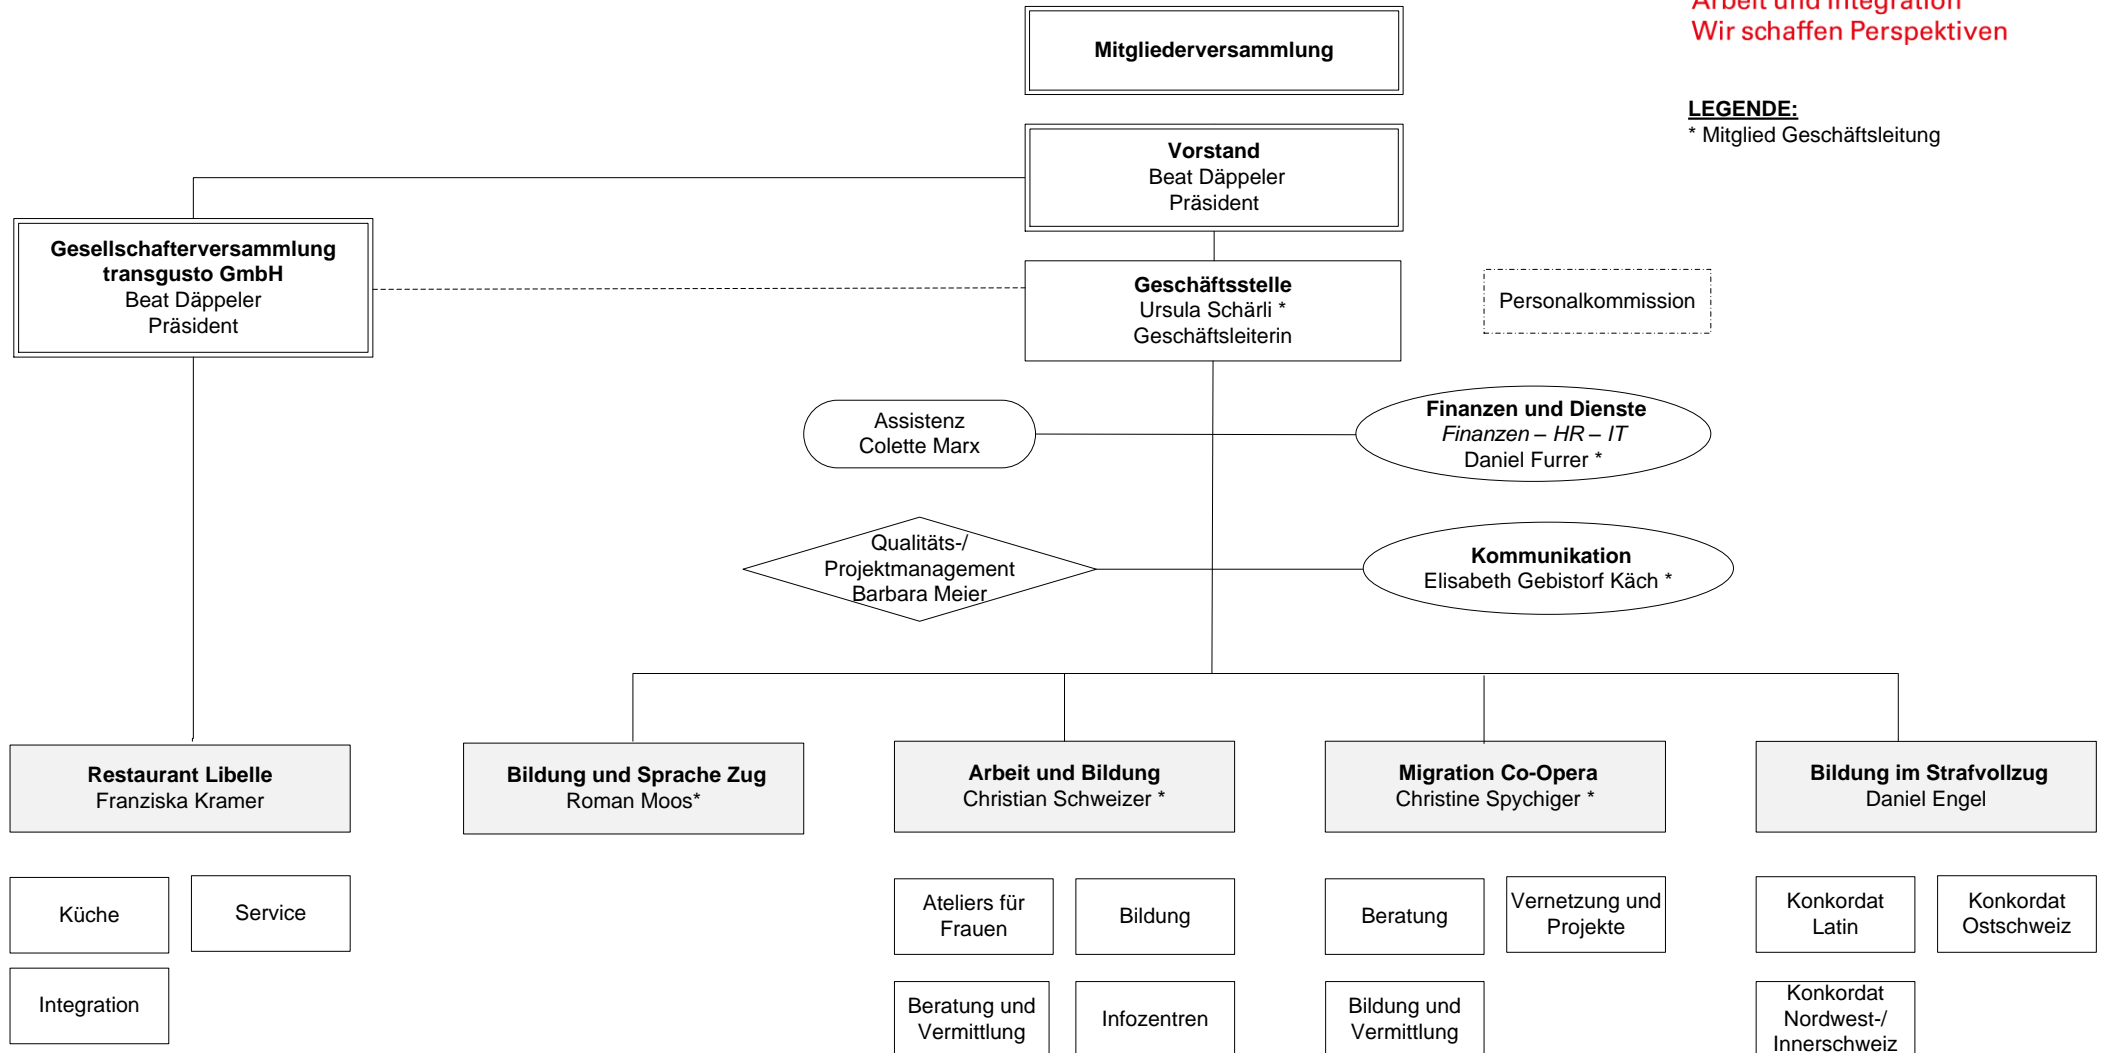 Arbeit und Integration
Wir schaffen Perspektiven
Mitgliederversammlung
LEGENDE:
* Mitglied Geschäftsleitung
Vorstand
Beat Däppeler
Präsident
Gesellschafterversammlung
transgusto GmbH
Beat Däppeler
Präsident
Geschäftsstelle
Ursula Schärli *
Geschäftsleiterin
Personalkommission
Assistenz
Colette Marx
Finanzen und Dienste
Finanzen – HR – IT
Daniel Furrer *
Qualitäts-/
Projektmanagement
Barbara Meier
Kommunikation
Elisabeth Gebistorf Käch *
Restaurant Libelle
Franziska Kramer
Bildung und Sprache Zug
Roman Moos*
Arbeit und Bildung
Christian Schweizer *
Migration Co-Opera
Christine Spychiger *
Bildung im Strafvollzug
Daniel Engel
Küche
Service
Integration
Ateliers für
Frauen
Bildung
Beratung und
Vermittlung
Infozentren
Beratung
Vernetzung und
Projekte
Bildung und
Vermittlung
Konkordat
Latin
Konkordat
Ostschweiz
Konkordat
Nordwest-/
Innerschweiz